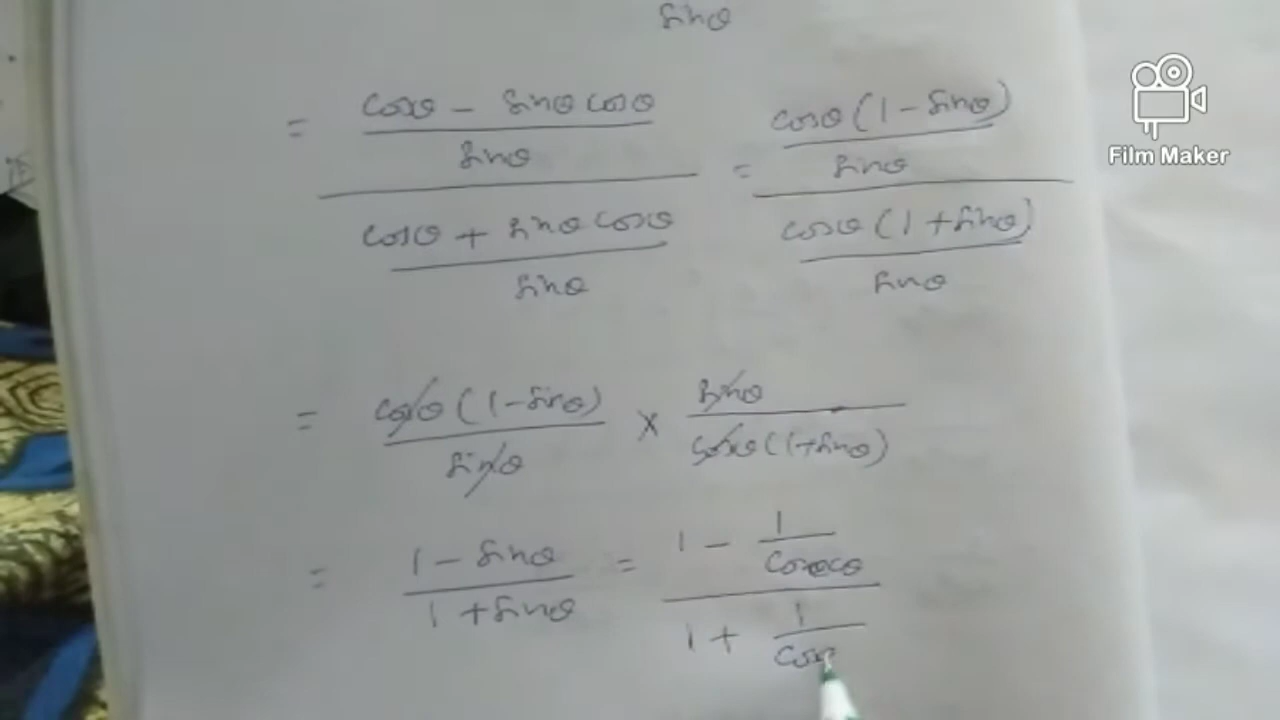 sinθ
= (cosθ - sinθ cosθ)/sinθ / (cosθ + sinθ cosθ)/sinθ = cosθ(1 - sinθ)/sinθ / cosθ(1 + sinθ)/sinθ
= cosθ(1 - sinθ)/sinθ × sinθ/cosθ(1+sinθ)
= 1 - sinθ / 1 + sinθ = 1 - 1/cosecθ / 1 + 1/cos
Film Maker